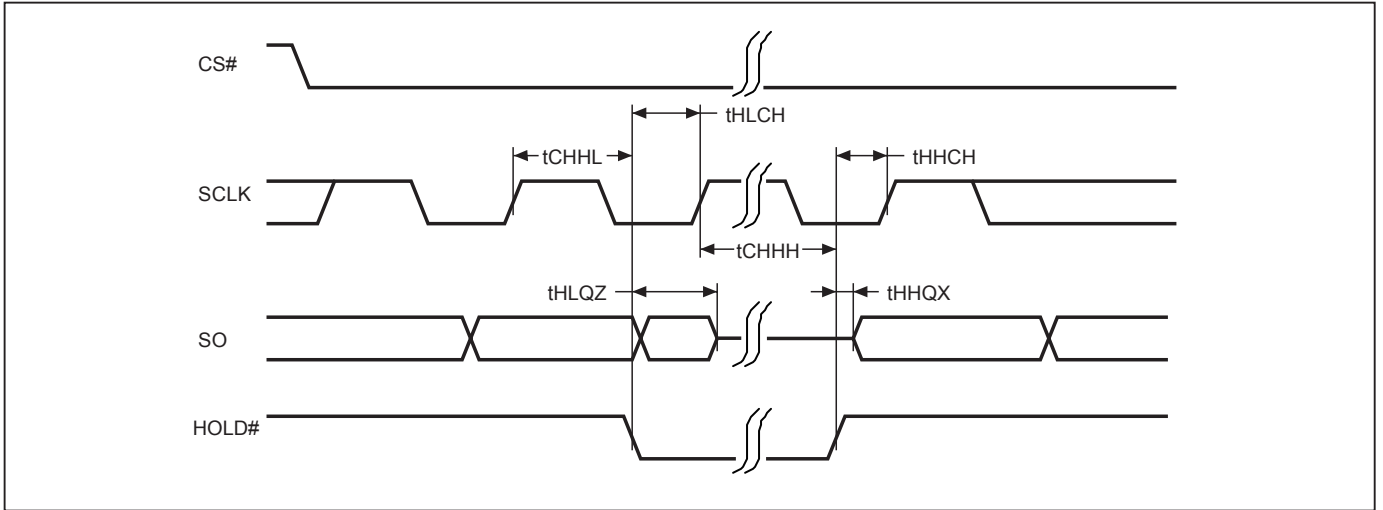 CS#
tHLCH
tCHHL
tHHCH
SCLK
tCHHH
tHLQZ
tHHQX
SO
HOLD#